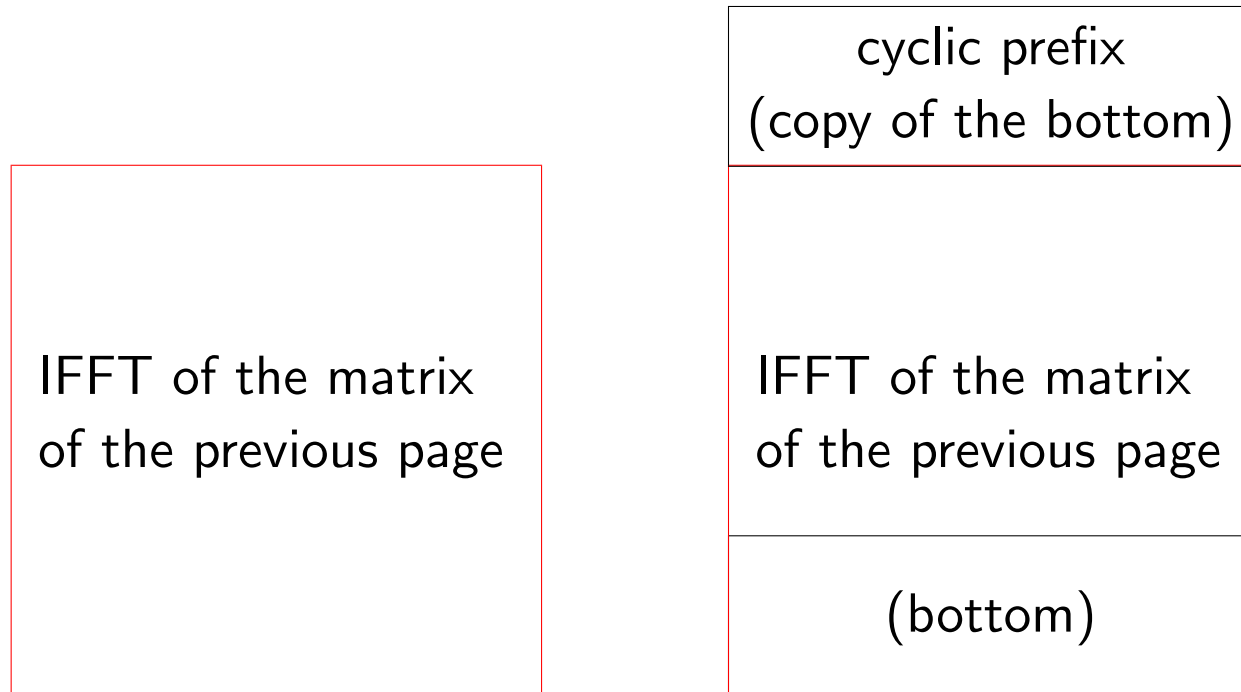 IFFT of the matrix
of the previous page
cyclic prefix
(copy of the bottom)
IFFT of the matrix
of the previous page
(bottom)